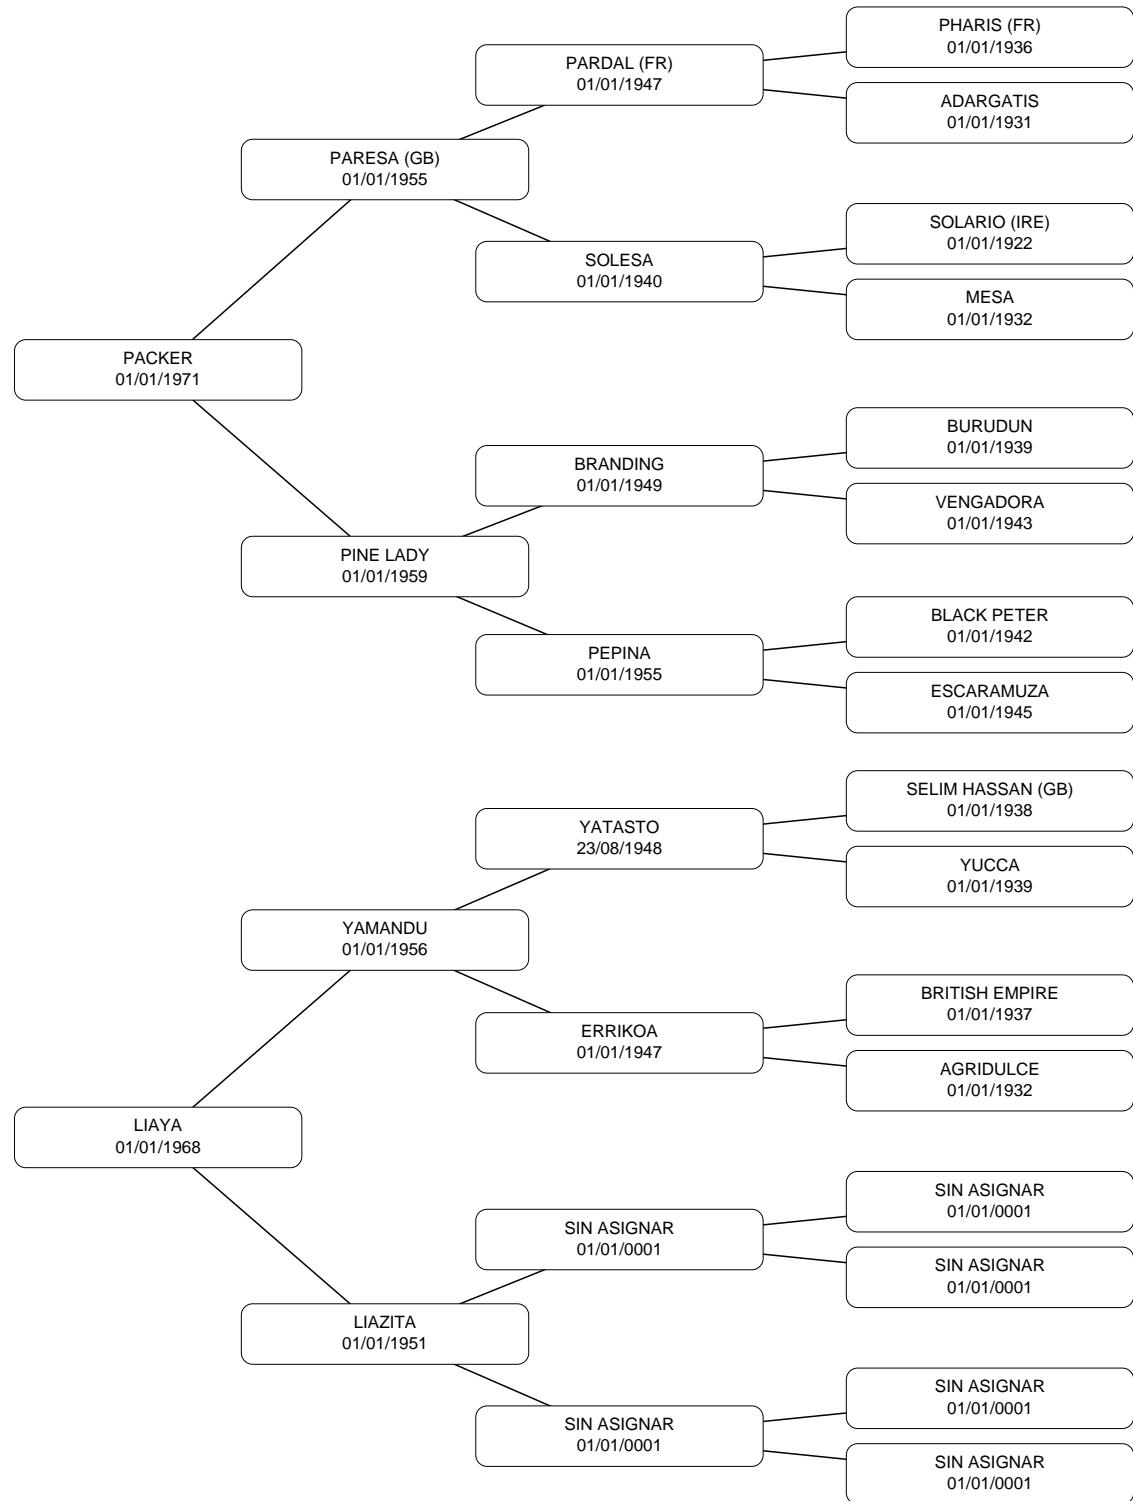 PHARIS (FR)
01/01/1936
PARDAL (FR)
01/01/1947
ADARGATIS
01/01/1931
PARESA (GB)
01/01/1955
SOLARIO (IRE)
01/01/1922
SOLESA
01/01/1940
MESA
01/01/1932
PACKER
01/01/1971
BURUDUN
01/01/1939
BRANDING
01/01/1949
VENGADORA
01/01/1943
PINE LADY
01/01/1959
BLACK PETER
01/01/1942
PEPINA
01/01/1955
ESCARAMUZA
01/01/1945
SELIM HASSAN (GB)
01/01/1938
YATASTO
23/08/1948
YUCCA
01/01/1939
YAMANDU
01/01/1956
BRITISH EMPIRE
01/01/1937
ERRIKOA
01/01/1947
AGRIDULCE
01/01/1932
LIAYA
01/01/1968
SIN ASIGNAR
01/01/0001
SIN ASIGNAR
01/01/0001
SIN ASIGNAR
01/01/0001
LIAZITA
01/01/1951
SIN ASIGNAR
01/01/0001
SIN ASIGNAR
01/01/0001
SIN ASIGNAR
01/01/0001